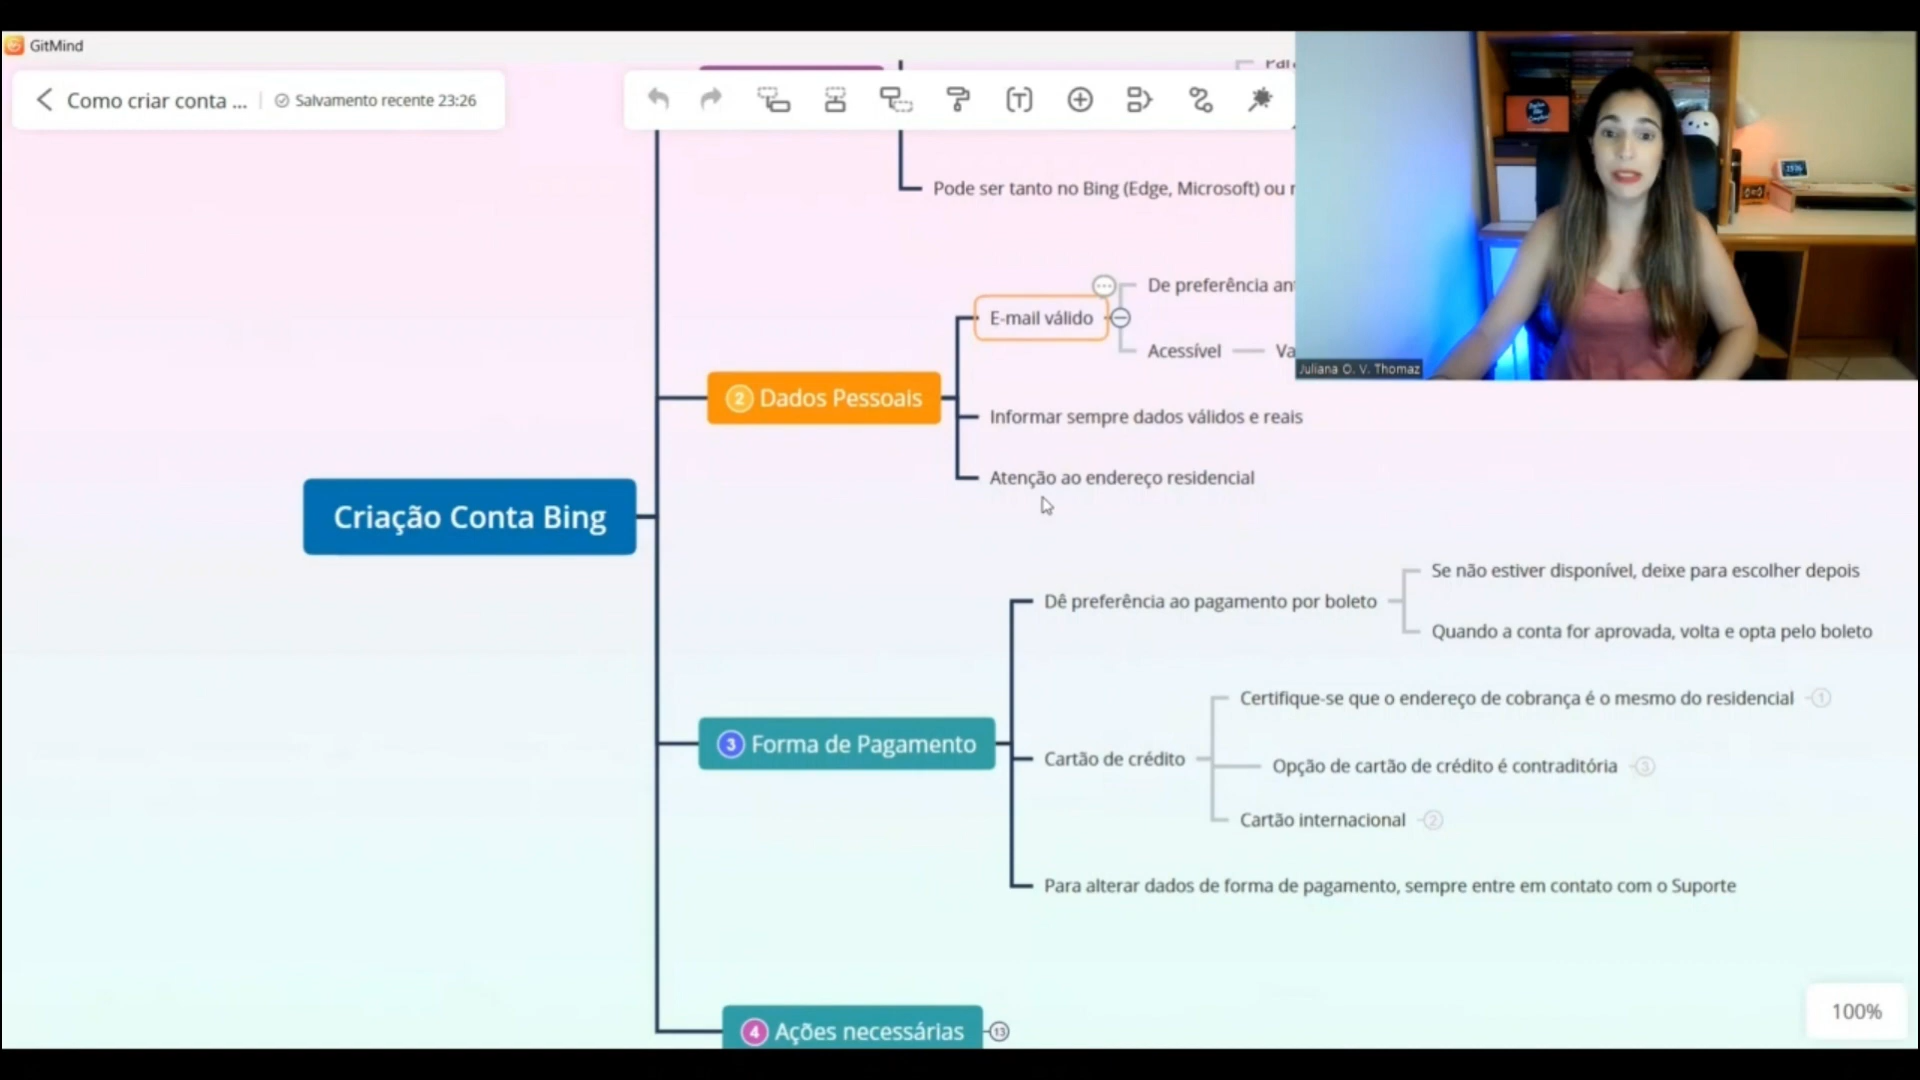 GitMind
Como criar conta ...
Salvamento recente 23:26
Pode ser tanto no Bing (Edge, Microsoft) ou
De preferência
E-mail válido
Acessível
2 Dados Pessoais
Informar sempre dados válidos e reais
Atenção ao endereço residencial
Juliana O. V. Thomaz
Criação Conta Bing
Se não estiver disponível, deixe para escolher depois
Dê preferência ao pagamento por boleto
Quando a conta for aprovada, volta e opta pelo boleto
Certifique-se que o endereço de cobrança é o mesmo do residencial 1
3 Forma de Pagamento
Cartão de crédito
Opção de cartão de crédito é contraditória 3
Cartão internacional 2
Para alterar dados de forma de pagamento, sempre entre em contato com o Suporte
4 Ações necessárias 13
100%